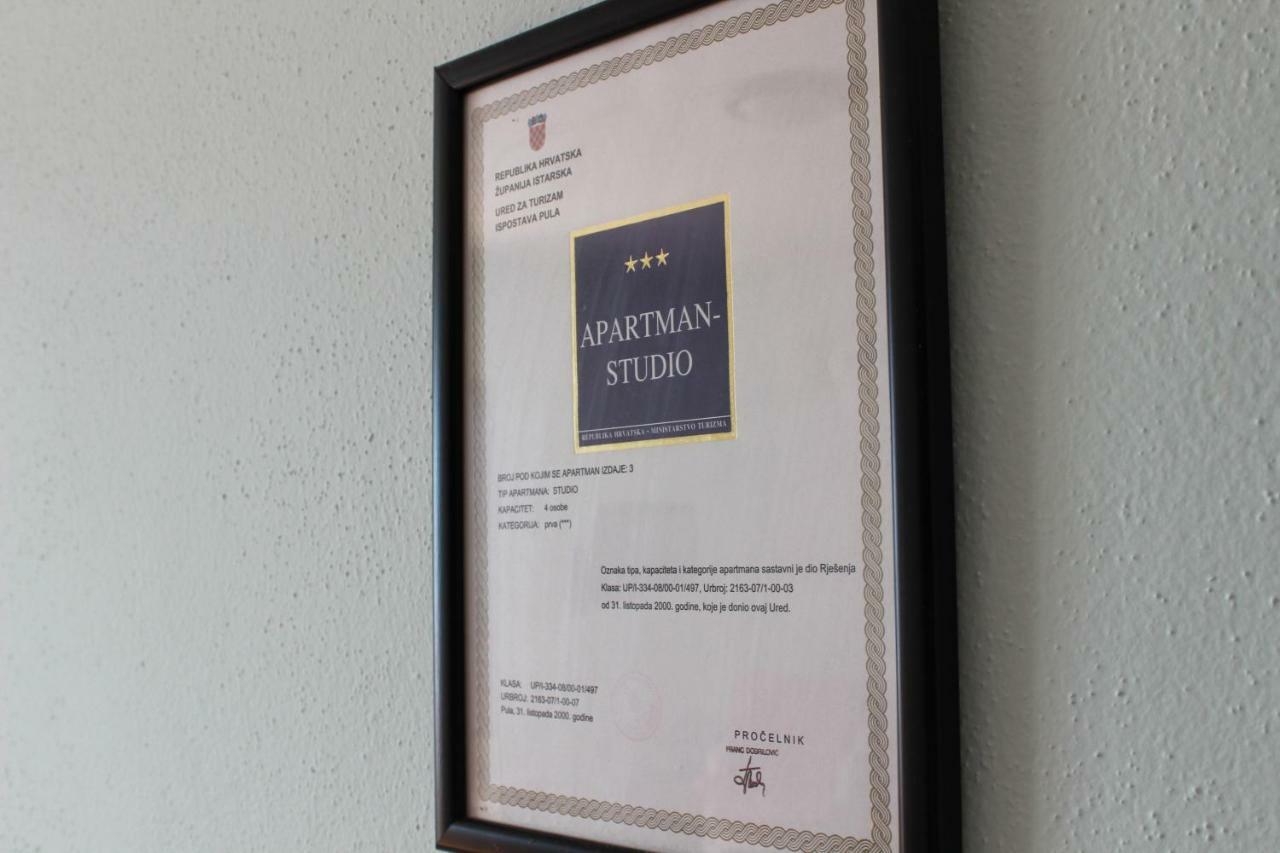 REPUBLIKA HRVATSKA
ŽUPANIJA ISTARSKA
URED ZA TURIZAM
ISPOSTAVA PULA
APARTMAN-
STUDIO
REPUBLIKA HRVATSKA - MINISTARSTVO TURIZMA
BROJ POD KOJIM SE APARTMAN IZDAJE: 3
TIP APARTMANA: STUDIO
KAPACITET: 4 osobe
KATEGORIJA: prva (***)
Oznaka tipa, kapaciteta i kategorije apartmana sastavni je dio Rješenja
Klasa: UP/I-334-08/00-01/497, Urbroj: 2163-07/1-00-03
od 31. listopada 2000. godine, koje je donio ovaj Ured.
KLASA: UP/I-334-08/00-01/497
URBROJ: 2163-07/1-00-07
Pula, 31. listopada 2000. godine
PROČELNIK